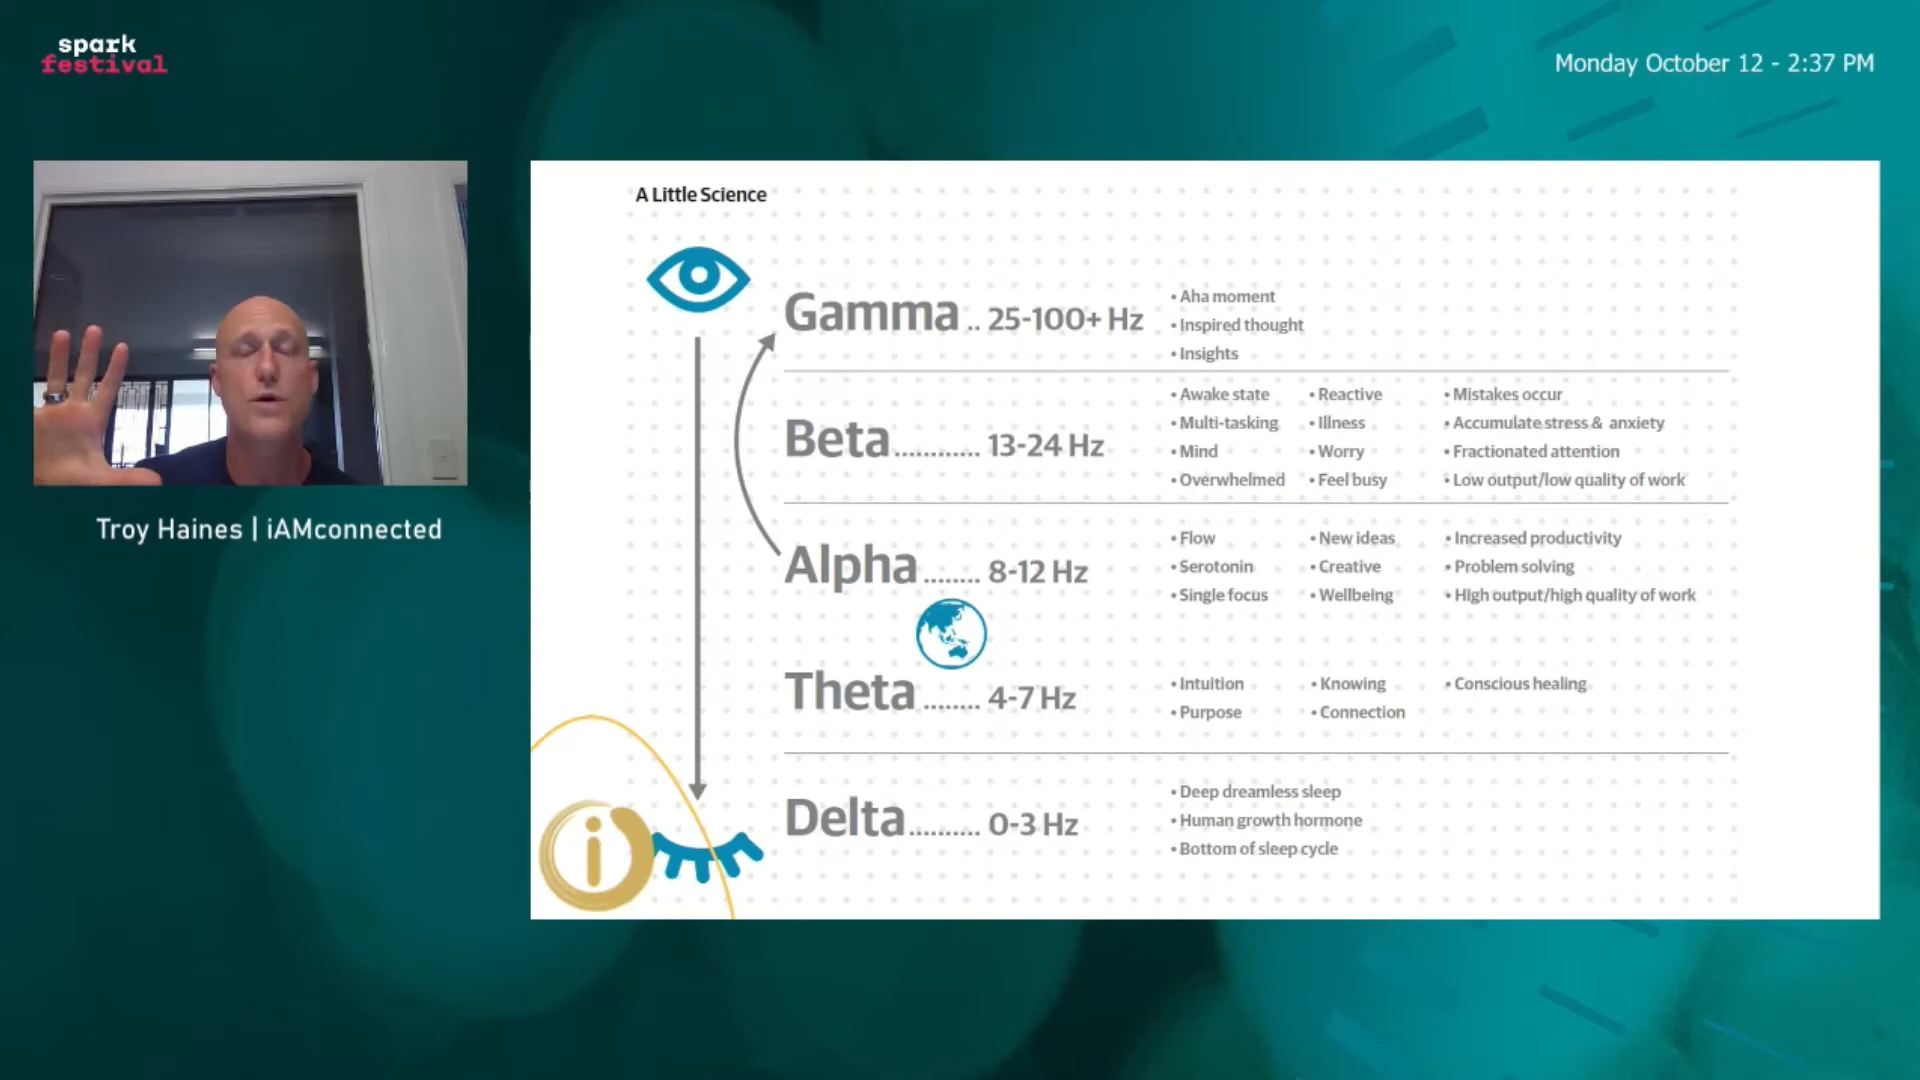 spark
festival
Monday October 12 - 2:37 PM
Troy Haines | iAMconnected
A Little Science
Gamma .. 25-100+ Hz
• Aha moment
• Inspired thought
• Insights
Beta ............ 13-24 Hz
• Awake state • Reactive • Mistakes occur
• Multi-tasking • Illness • Accumulate stress & anxiety
• Mind • Worry • Fractionated attention
• Overwhelmed • Feel busy • Low output/low quality of work
Alpha ........ 8-12 Hz
• Flow • New ideas • Increased productivity
• Serotonin • Creative • Problem solving
• Single focus • Wellbeing • High output/high quality of work
Theta ........ 4-7 Hz
• Intuition • Knowing • Conscious healing
• Purpose • Connection
Delta .......... 0-3 Hz
• Deep dreamless sleep
• Human growth hormone
• Bottom of sleep cycle
i